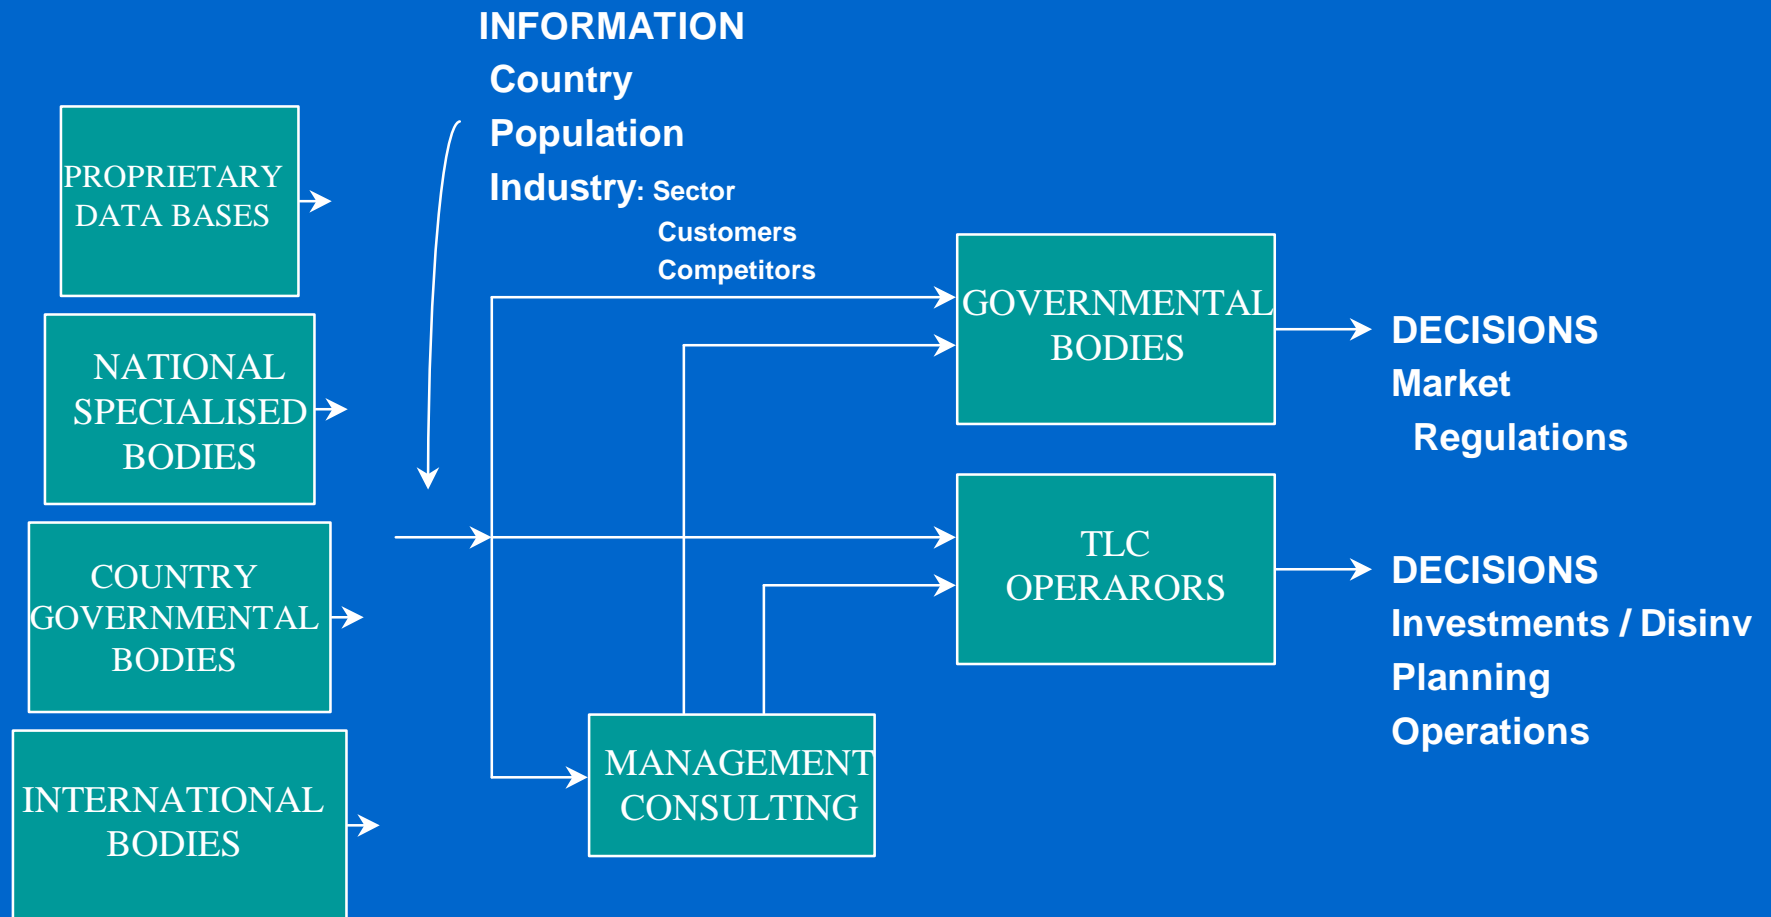 INFORMATION
Country
Population
Industry: Sector
Customers
Competitors
PROPRIETARY
DATA BASES
NATIONAL
SPECIALISED
BODIES
COUNTRY
GOVERNMENTAL
BODIES
INTERNATIONAL
BODIES
MANAGEMENT
CONSULTING
GOVERNMENTAL
BODIES
TLC
OPERARORS
DECISIONS
Market
Regulations
DECISIONS
Investments / Disinv
Planning
Operations